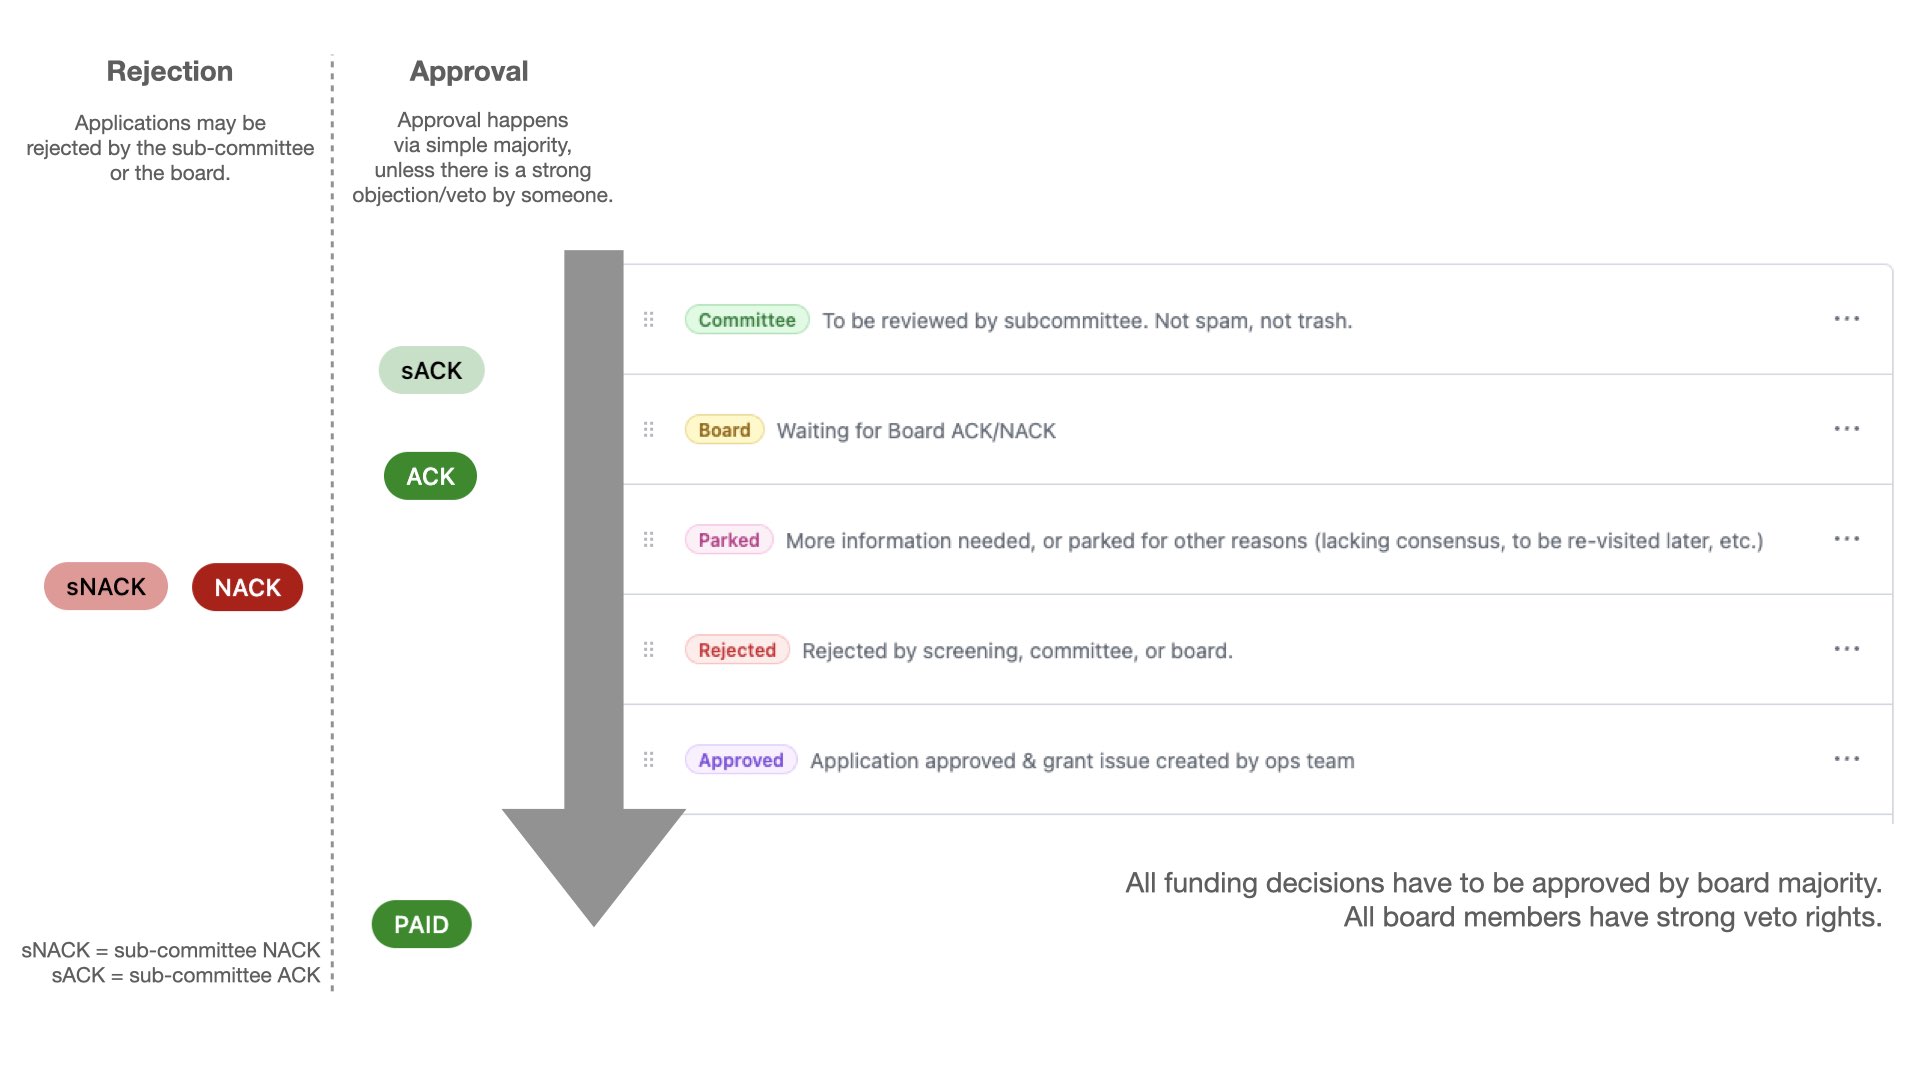 Rejection
Applications may be
rejected by the sub-committee
or the board.
Approval
Approval happens
via simple majority,
unless there is a strong
objection/veto by someone.
Committee To be reviewed by subcommittee. Not spam, not trash.
sACK
Board Waiting for Board ACK/NACK
ACK
Parked More information needed, or parked for other reasons (lacking consensus, to be re-visited later, etc.)
sNACK NACK
Rejected Rejected by screening, committee, or board.
Approved Application approved & grant issue created by ops team
All funding decisions have to be approved by board majority.
All board members have strong veto rights.
PAID
sNACK = sub-committee NACK
sACK = sub-committee ACK